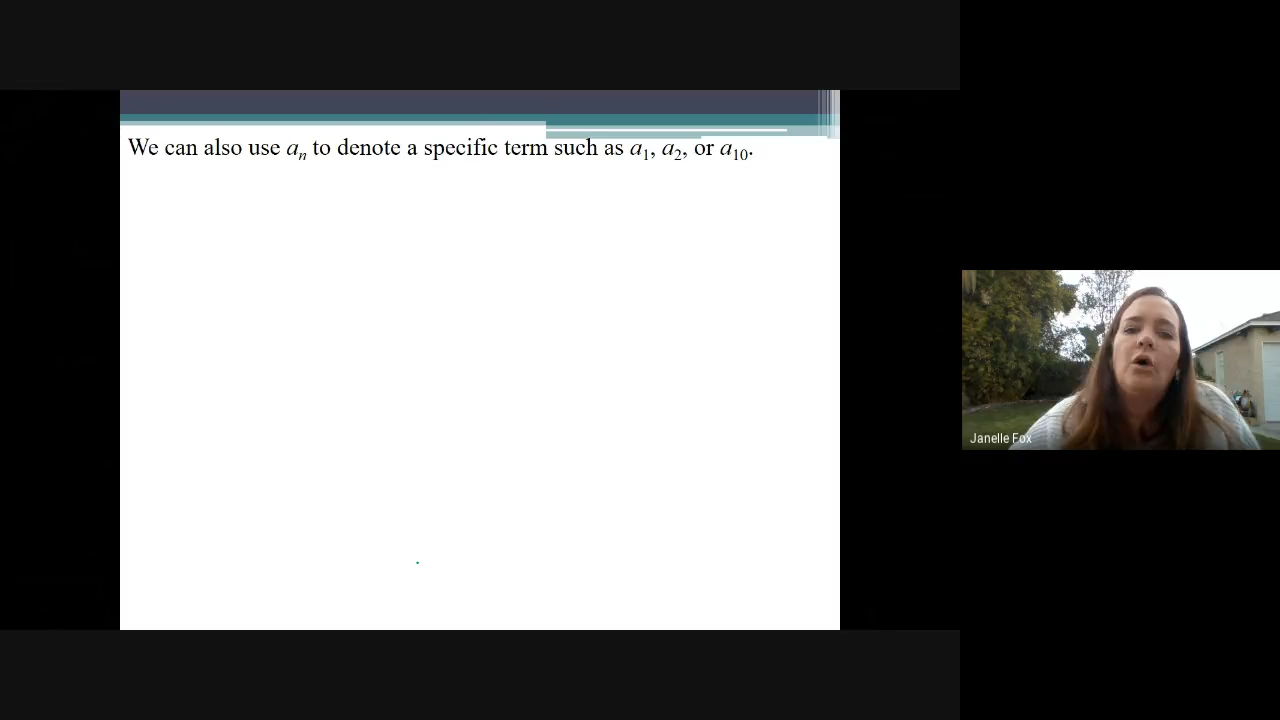 We can also use aₙ to denote a specific term such as a₁, a₂, or a₁₀.
Janelle Fox